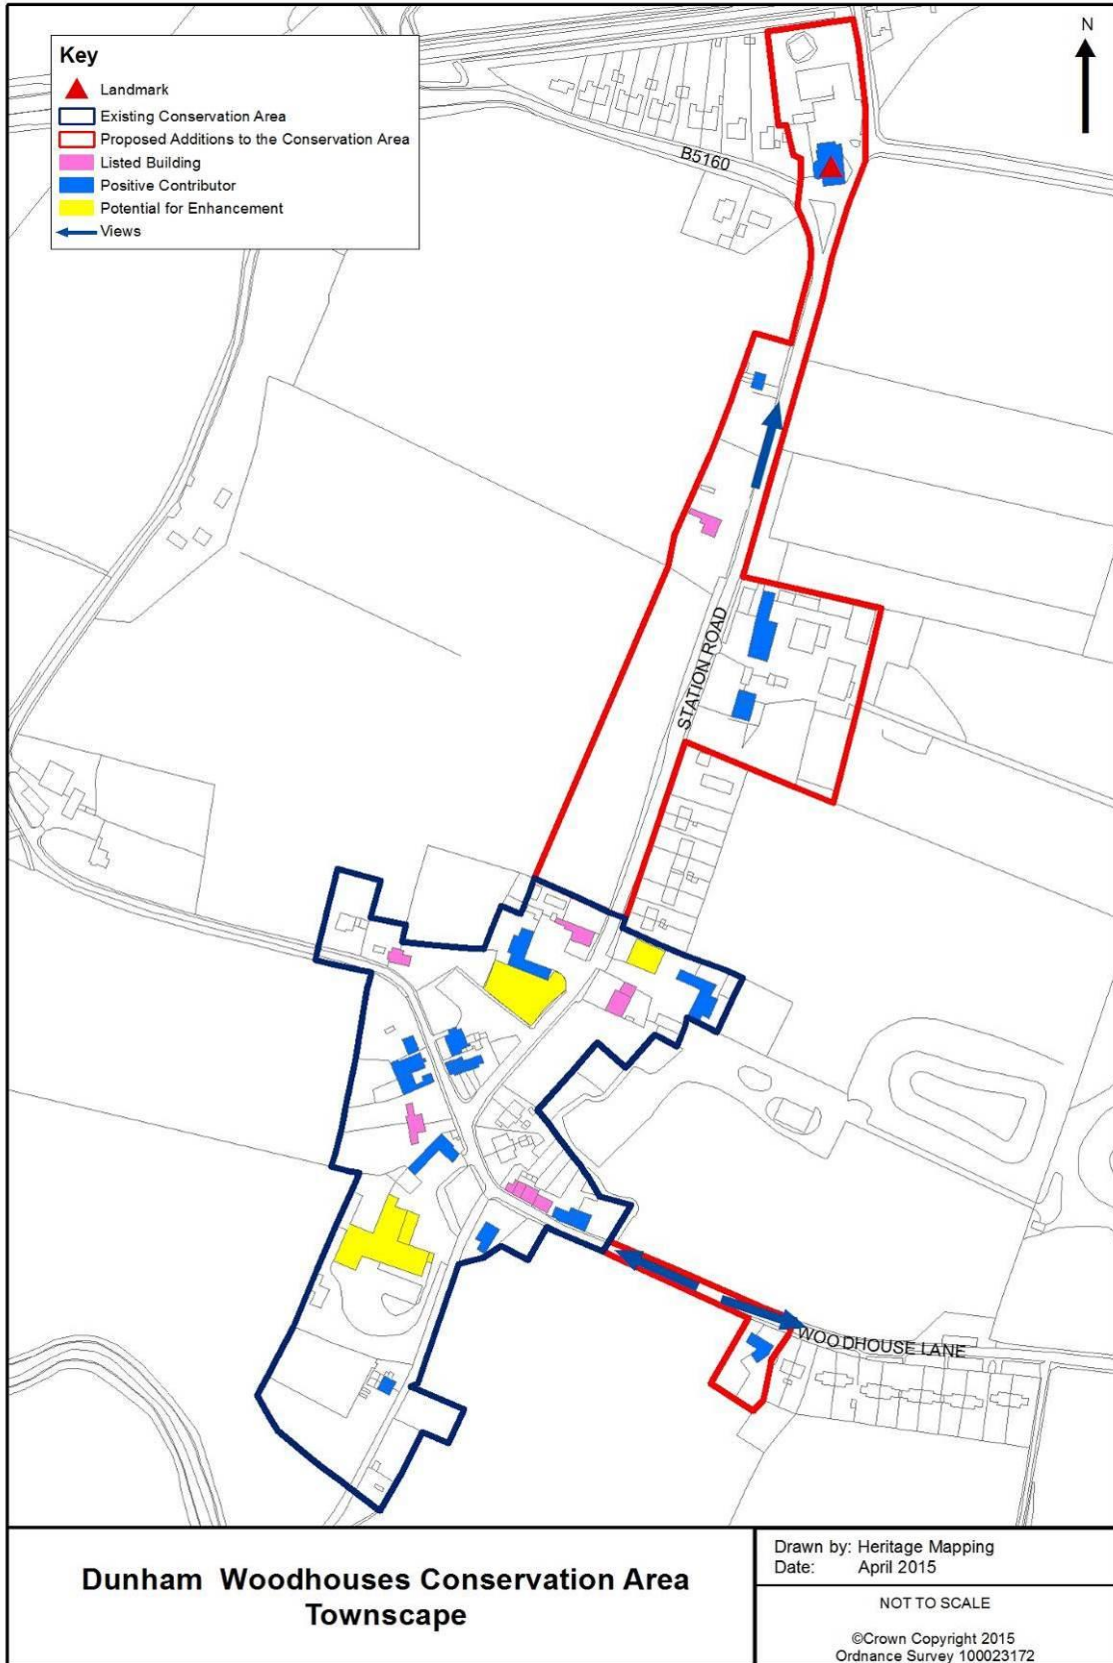 Key
Landmark
Existing Conservation Area
Proposed Additions to the Conservation Area
Listed Building
Positive Contributor
Potential for Enhancement
Views
N
B5160
STATION ROAD
WOODHOUSE LANE
Dunham Woodhouses Conservation Area
Townscape
Drawn by: Heritage Mapping
Date: April 2015
NOT TO SCALE
©Crown Copyright 2015
Ordnance Survey 100023172